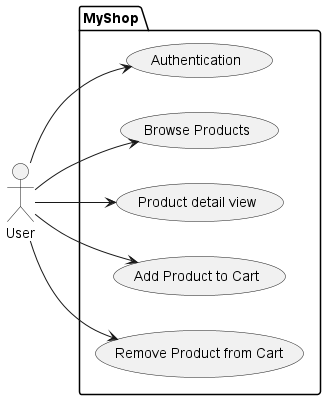 MyShop
Authentication
Browse Products
Product detail view
User
Add Product to Cart
Remove Product from Cart